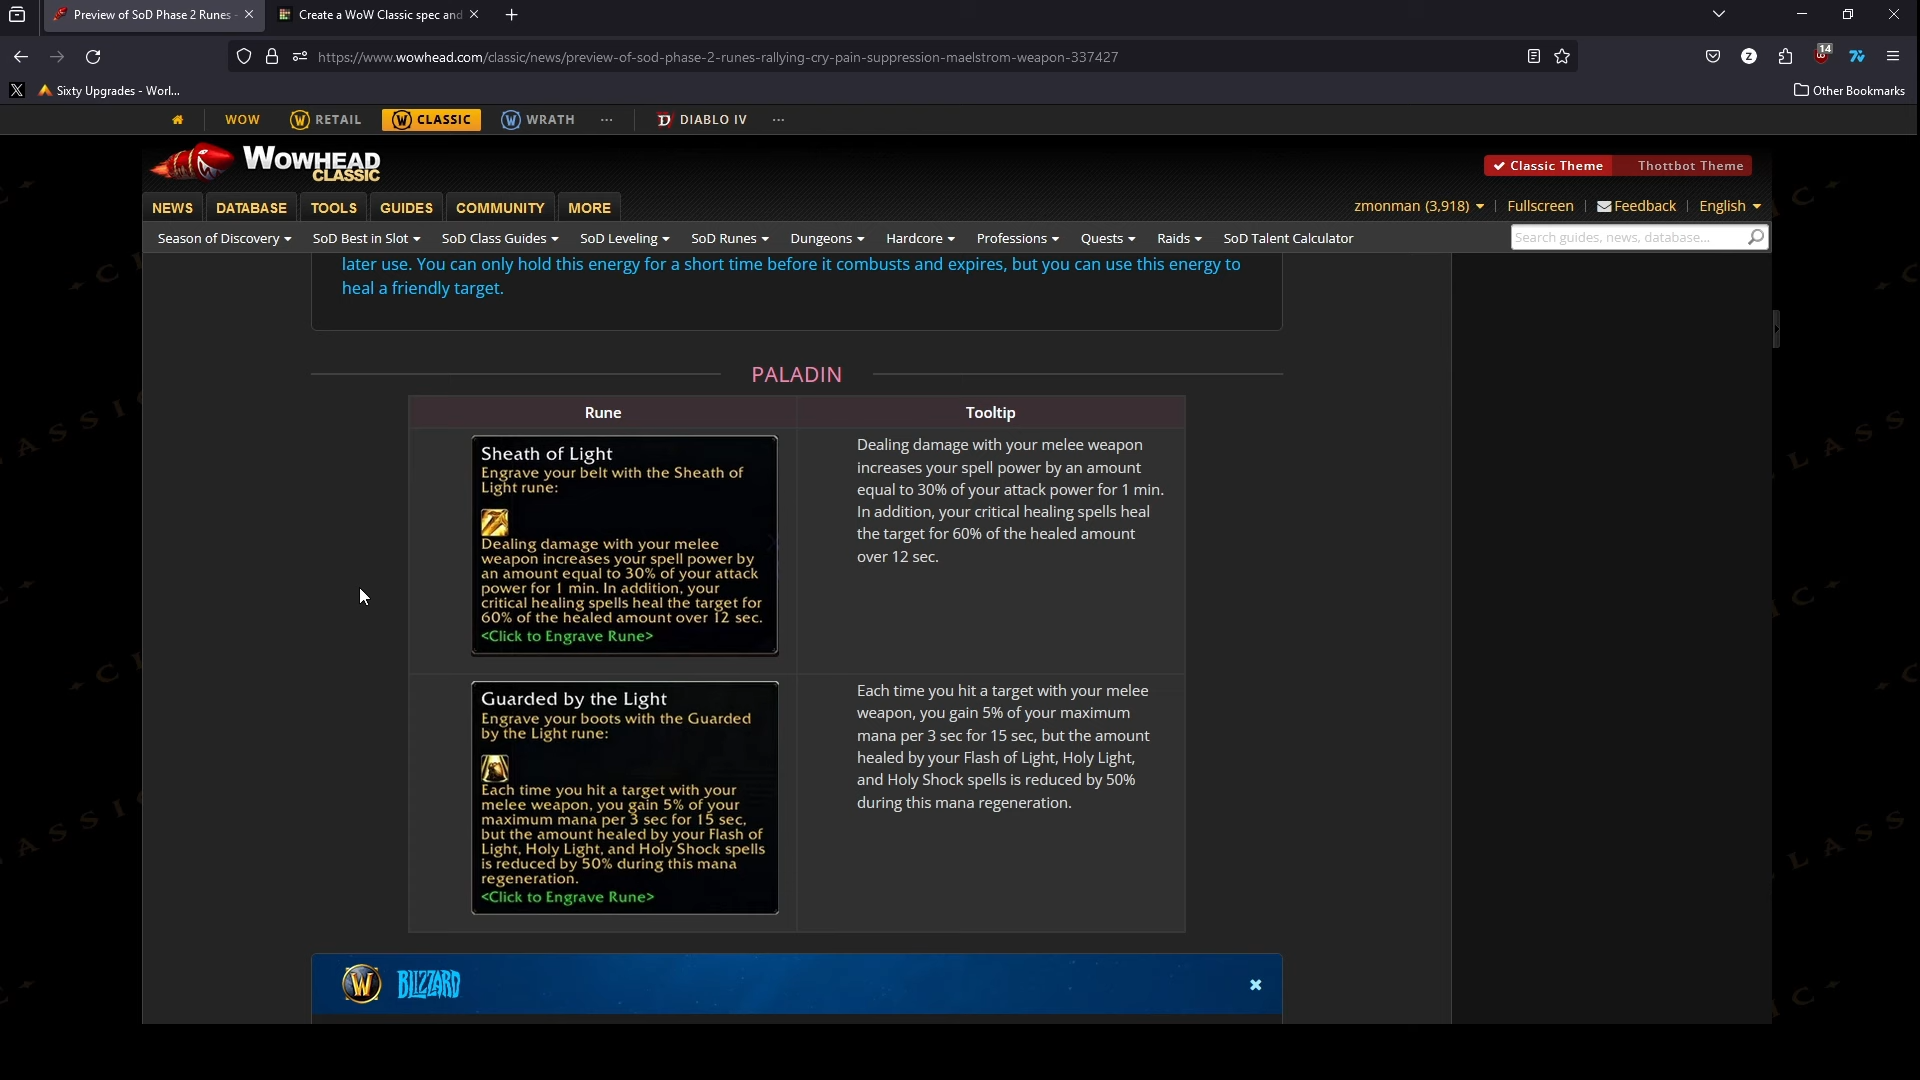 Preview of SoD Phase 2 Runes -
Create a WoW Classic spec and
https://www.wowhead.com/classic/news/preview-of-sod-phase-2-runes-rallying-cry-pain-suppression-maelstrom-weapon-337427
Z
14
X
Sixty Upgrades - Worl...
Other Bookmarks
WOW
RETAIL
CLASSIC
WRATH
...
DIABLO IV
...
WOWHEAD
CLASSIC
Classic Theme
Thottbot Theme
NEWS
DATABASE
TOOLS
GUIDES
COMMUNITY
MORE
zmonman (3,918)
Fullscreen
Feedback
English
Season of Discovery
SoD Best in Slot
SoD Class Guides
SoD Leveling
SoD Runes
Dungeons
Hardcore
Professions
Quests
Raids
SoD Talent Calculator
Search guides, news, database...
later use. You can only hold this energy for a short time before it combusts and expires, but you can use this energy to
heal a friendly target.
PALADIN
Rune
Tooltip
Sheath of Light
Engrave your belt with the Sheath of
Light rune:
Dealing damage with your melee
weapon increases your spell power by
an amount equal to 30% of your attack
power for 1 min. In addition, your
critical healing spells heal the target for
60% of the healed amount over 12 sec.
<Click to Engrave Rune>
Dealing damage with your melee weapon
increases your spell power by an amount
equal to 30% of your attack power for 1 min.
In addition, your critical healing spells heal
the target for 60% of the healed amount
over 12 sec.
Guarded by the Light
Engrave your boots with the Guarded
by the Light rune:
Each time you hit a target with your
melee weapon, you gain 5% of your
maximum mana per 3 sec for 15 sec,
but the amount healed by your Flash of
Light, Holy Light, and Holy Shock spells
is reduced by 50% during this mana
regeneration.
<Click to Engrave Rune>
Each time you hit a target with your melee
weapon, you gain 5% of your maximum
mana per 3 sec for 15 sec, but the amount
healed by your Flash of Light, Holy Light,
and Holy Shock spells is reduced by 50%
during this mana regeneration.
W
BLIZZARD